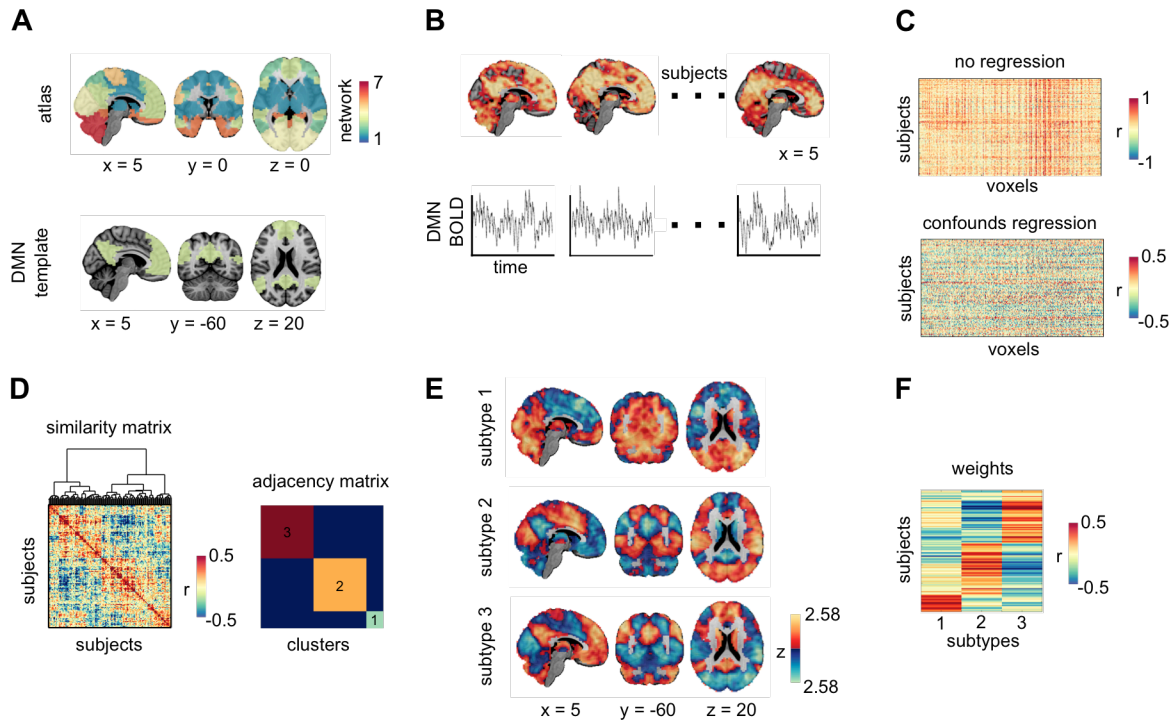 A
atlas
7
network
1
x = 5 y = 0 z = 0
DMN
template
x = 5 y = -60 z = 20
B
subjects
x = 5
DMN
BOLD
time
C
no regression
subjects
1
r
-1
voxels
confounds regression
subjects
0.5
r
-0.5
voxels
D
similarity matrix
subjects
0.5
r
-0.5
subjects
adjacency matrix
3
2
1
clusters
E
subtype 1
subtype 2
subtype 3
2.58
z
2.58
x = 5 y = -60 z = 20
F
weights
subjects
0.5
r
-0.5
1 2 3
subtypes